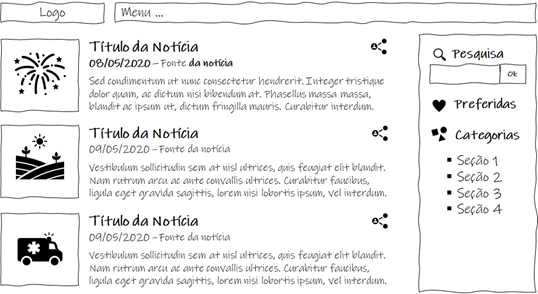 Logo
Menu ...
Título da Notícia
08/05/2020 – Fonte da notícia
Sed condimentum ut nunc consectetur hendrerit. Integer tristique
dolor quam, ac dictum nisi bibendum at. Phasellus massa massa,
blandit ac ipsum ut, dictum fringilla mauris. Curabitur interdum.
Título da Notícia
09/05/2020 – Fonte da notícia
Vestibulum sollicitudin sem at nisl ultrices, quis feugiat elit blandit.
Nam rutrum arcu ac ante convallis ultrices. Curabitur faucibus,
ligula eget gravida sagittis, lorem nisi lobortis ipsum, vel interdum.
Título da Notícia
09/05/2020 – Fonte da notícia
Vestibulum sollicitudin sem at nisl ultrices, quis feugiat elit blandit.
Nam rutrum arcu ac ante convallis ultrices. Curabitur faucibus,
ligula eget gravida sagittis, lorem nisi lobortis ipsum, vel interdum.
Pesquisa
Ok
Preferidas
Categorias
Seção 1
Seção 2
Seção 3
Seção 4